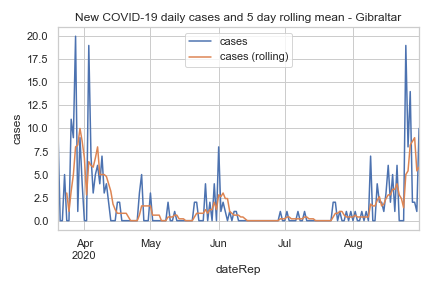 New COVID-19 daily cases and 5 day rolling mean - Gibraltar
cases
cases (rolling)
20.0
17.5
15.0
12.5
10.0
7.5
5.0
2.5
0.0
cases
Apr
2020
May
Jun
Jul
Aug
dateRep